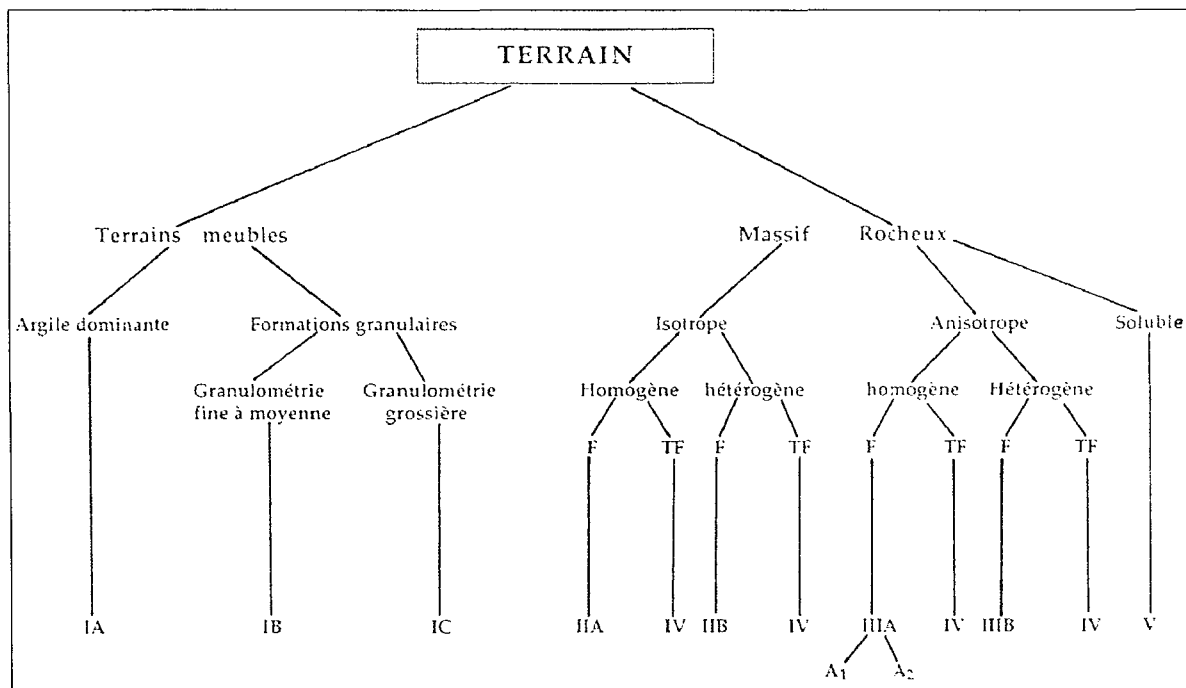 TERRAIN
Terrains meubles
Massif Rocheux
Argile dominante
Formations granulaires
Isotrope
Anisotrope
Soluble
Granulométrie
fine à moyenne
Granulométrie
grossière
Homogène
hétérogène
homogène
Hétérogène
F
TF
F
TF
F
TF
F
TF
IA
IB
IC
IIA
IV
IIB
IV
IIIA
IV
IIIB
IV
V
A1
A2